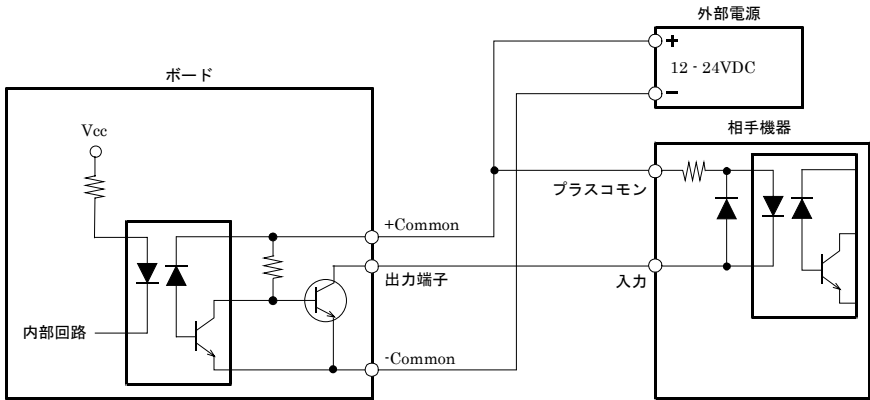 外部電源
+
12 - 24VDC
−
ボード
Vcc
相手機器
プラスコモン
+Common
出力端子
入力
内部回路
-Common